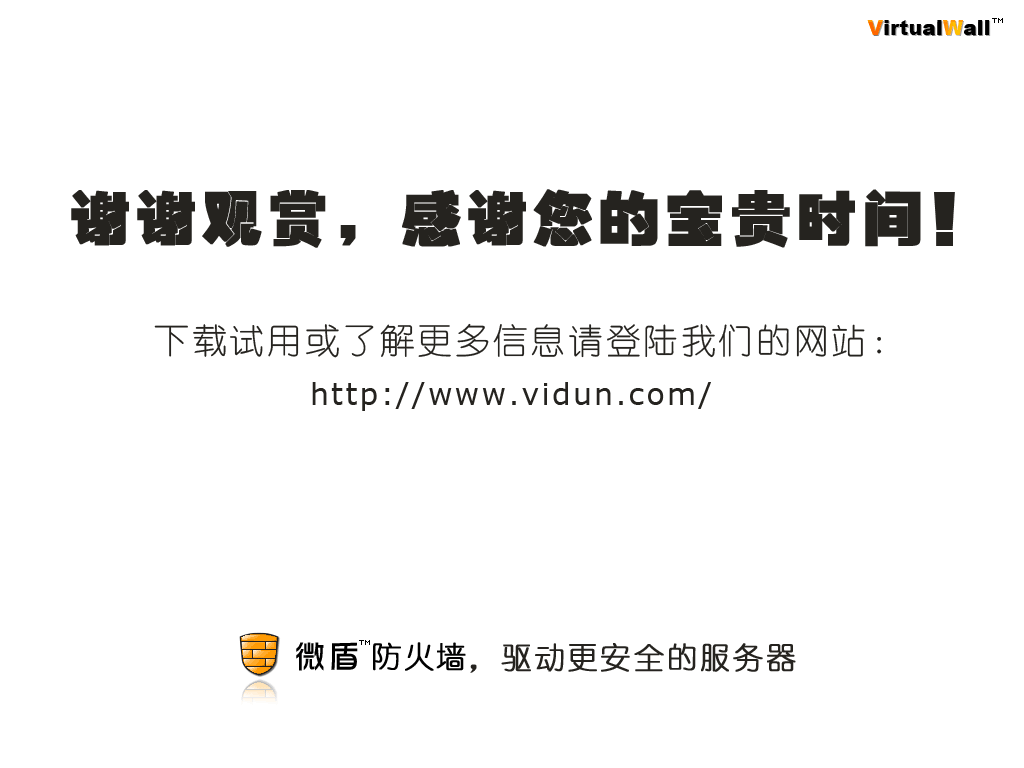 VirtualWall™
谢谢观赏，感谢您的宝贵时间！
下载试用或了解更多信息请登陆我们的网站：
http://www.vidun.com/
微盾™防火墙，驱动更安全的服务器